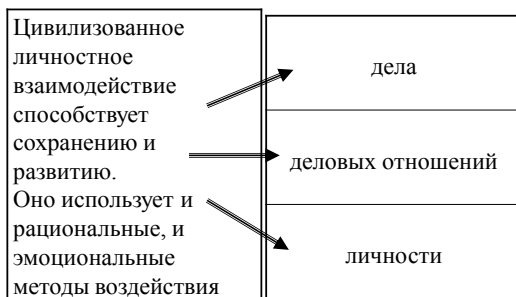 Цивилизованное
личностное
взаимодействие
способствует
сохранению и
развитию.
Оно использует и
рациональные, и
эмоциональные
методы воздействия
дела
деловых отношений
личности